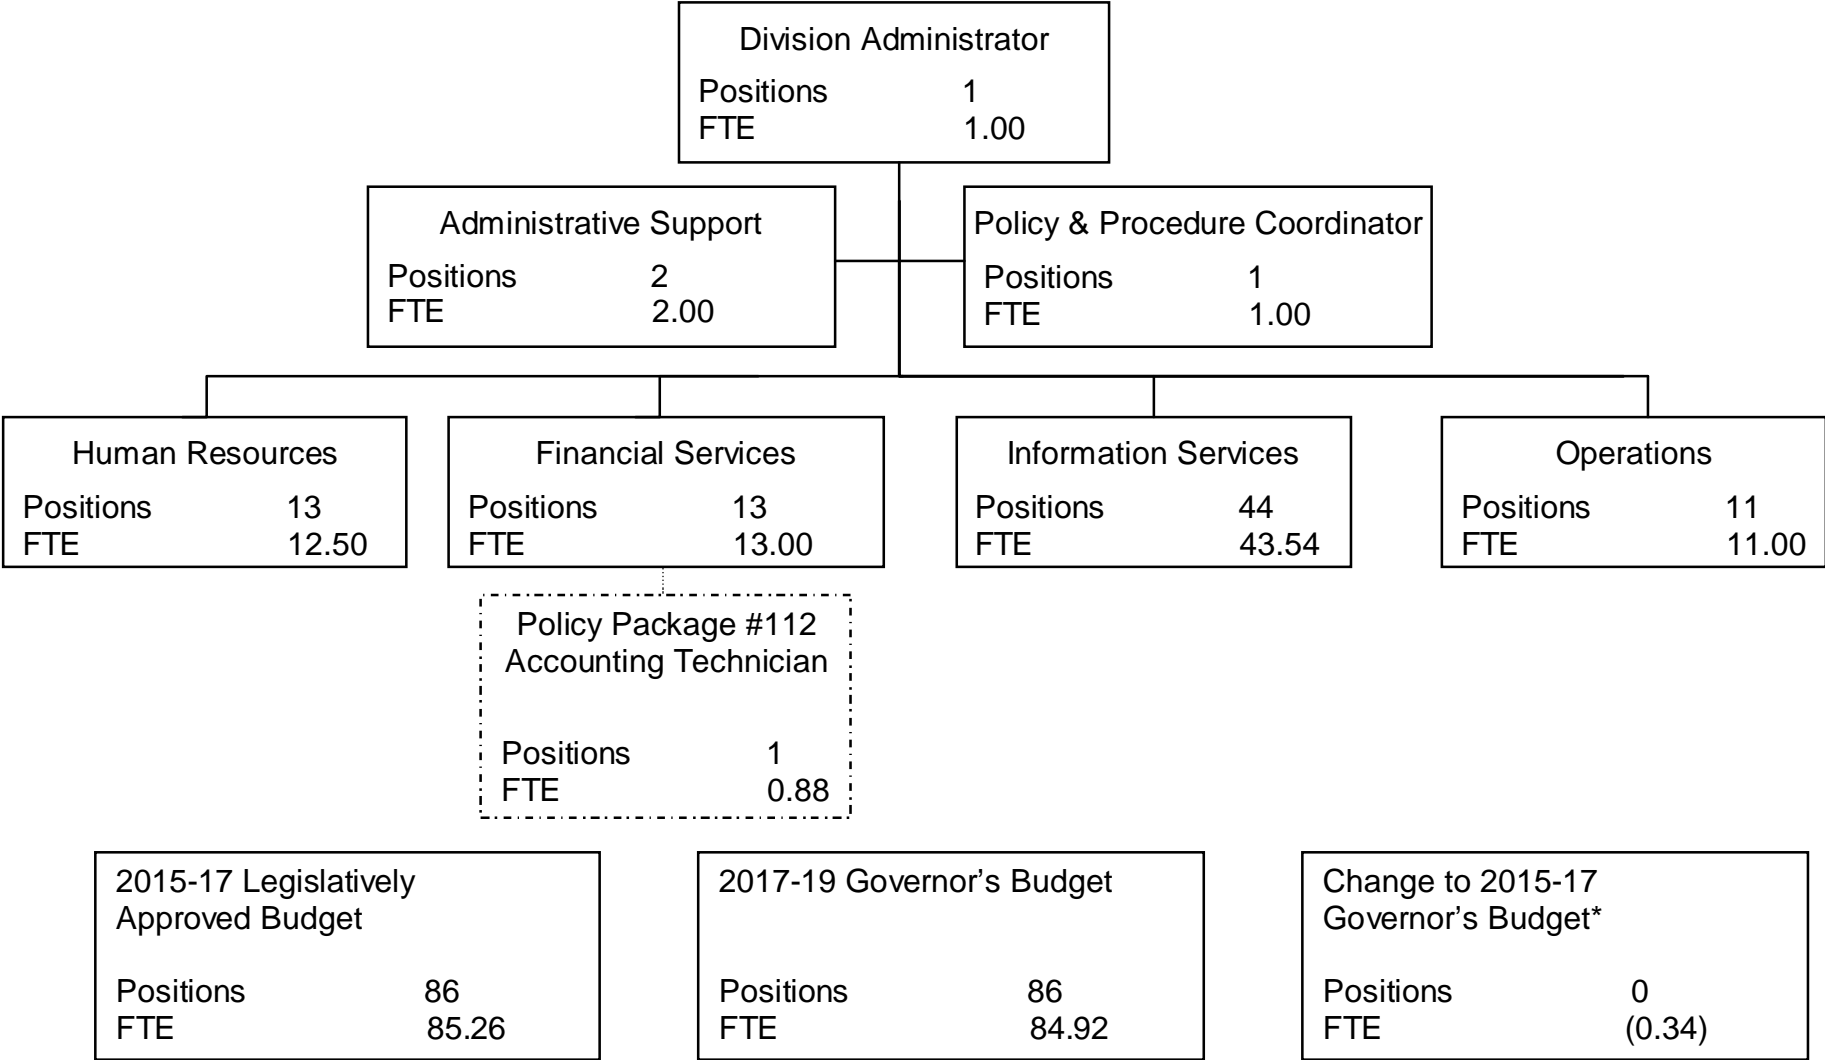 Division Administrator
Positions 1
FTE 1.00
Administrative Support
Positions 2
FTE 2.00
Policy & Procedure Coordinator
Positions 1
FTE 1.00
Human Resources
Positions 13
FTE 12.50
Financial Services
Positions 13
FTE 13.00
Information Services
Positions 44
FTE 43.54
Operations
Positions 11
FTE 11.00
Policy Package #112
Accounting Technician
Positions 1
FTE 0.88
2015-17 Legislatively
Approved Budget
Positions 86
FTE 85.26
2017-19 Governor’s Budget
Positions 86
FTE 84.92
Change to 2015-17
Governor’s Budget*
Positions 0
FTE (0.34)